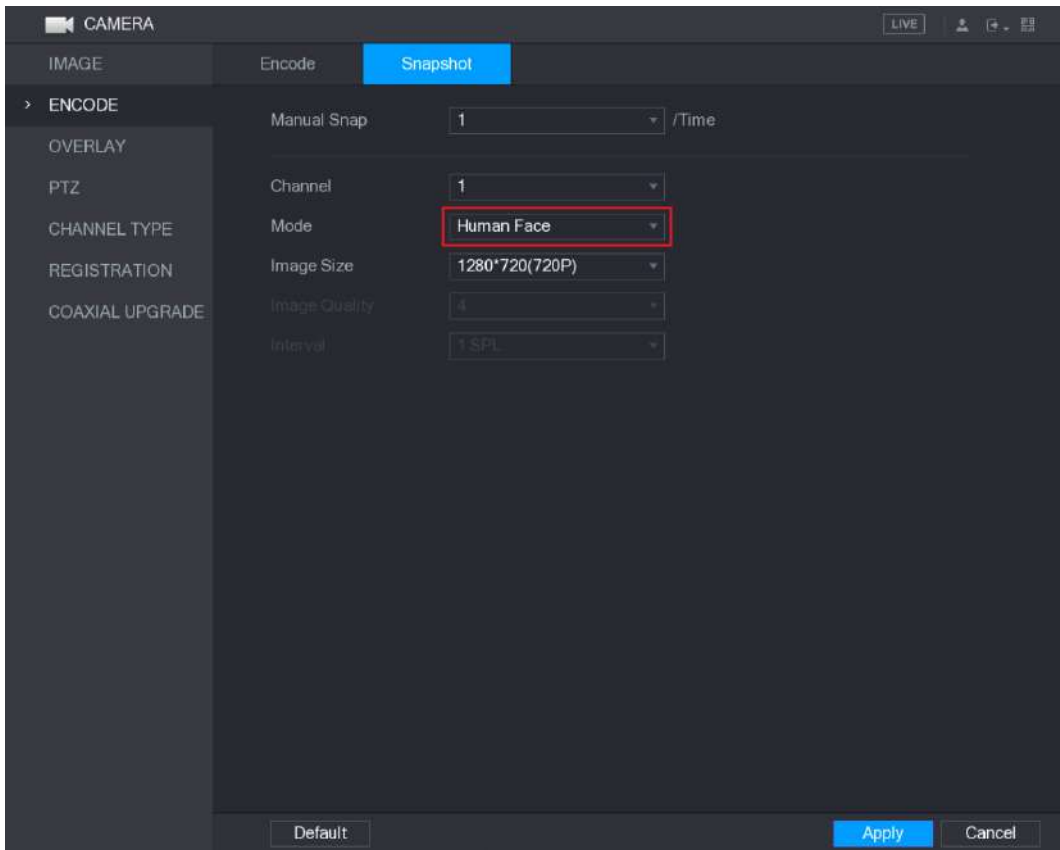 CAMERA
LIVE
IMAGE
Encode
Snapshot
ENCODE
Manual Snap
1
/Time
OVERLAY
PTZ
Channel
1
CHANNEL TYPE
Mode
Human Face
REGISTRATION
Image Size
1280*720(720P)
COAXIAL UPGRADE
Image Quality
4
Interval
1 SPL
Default
Apply
Cancel